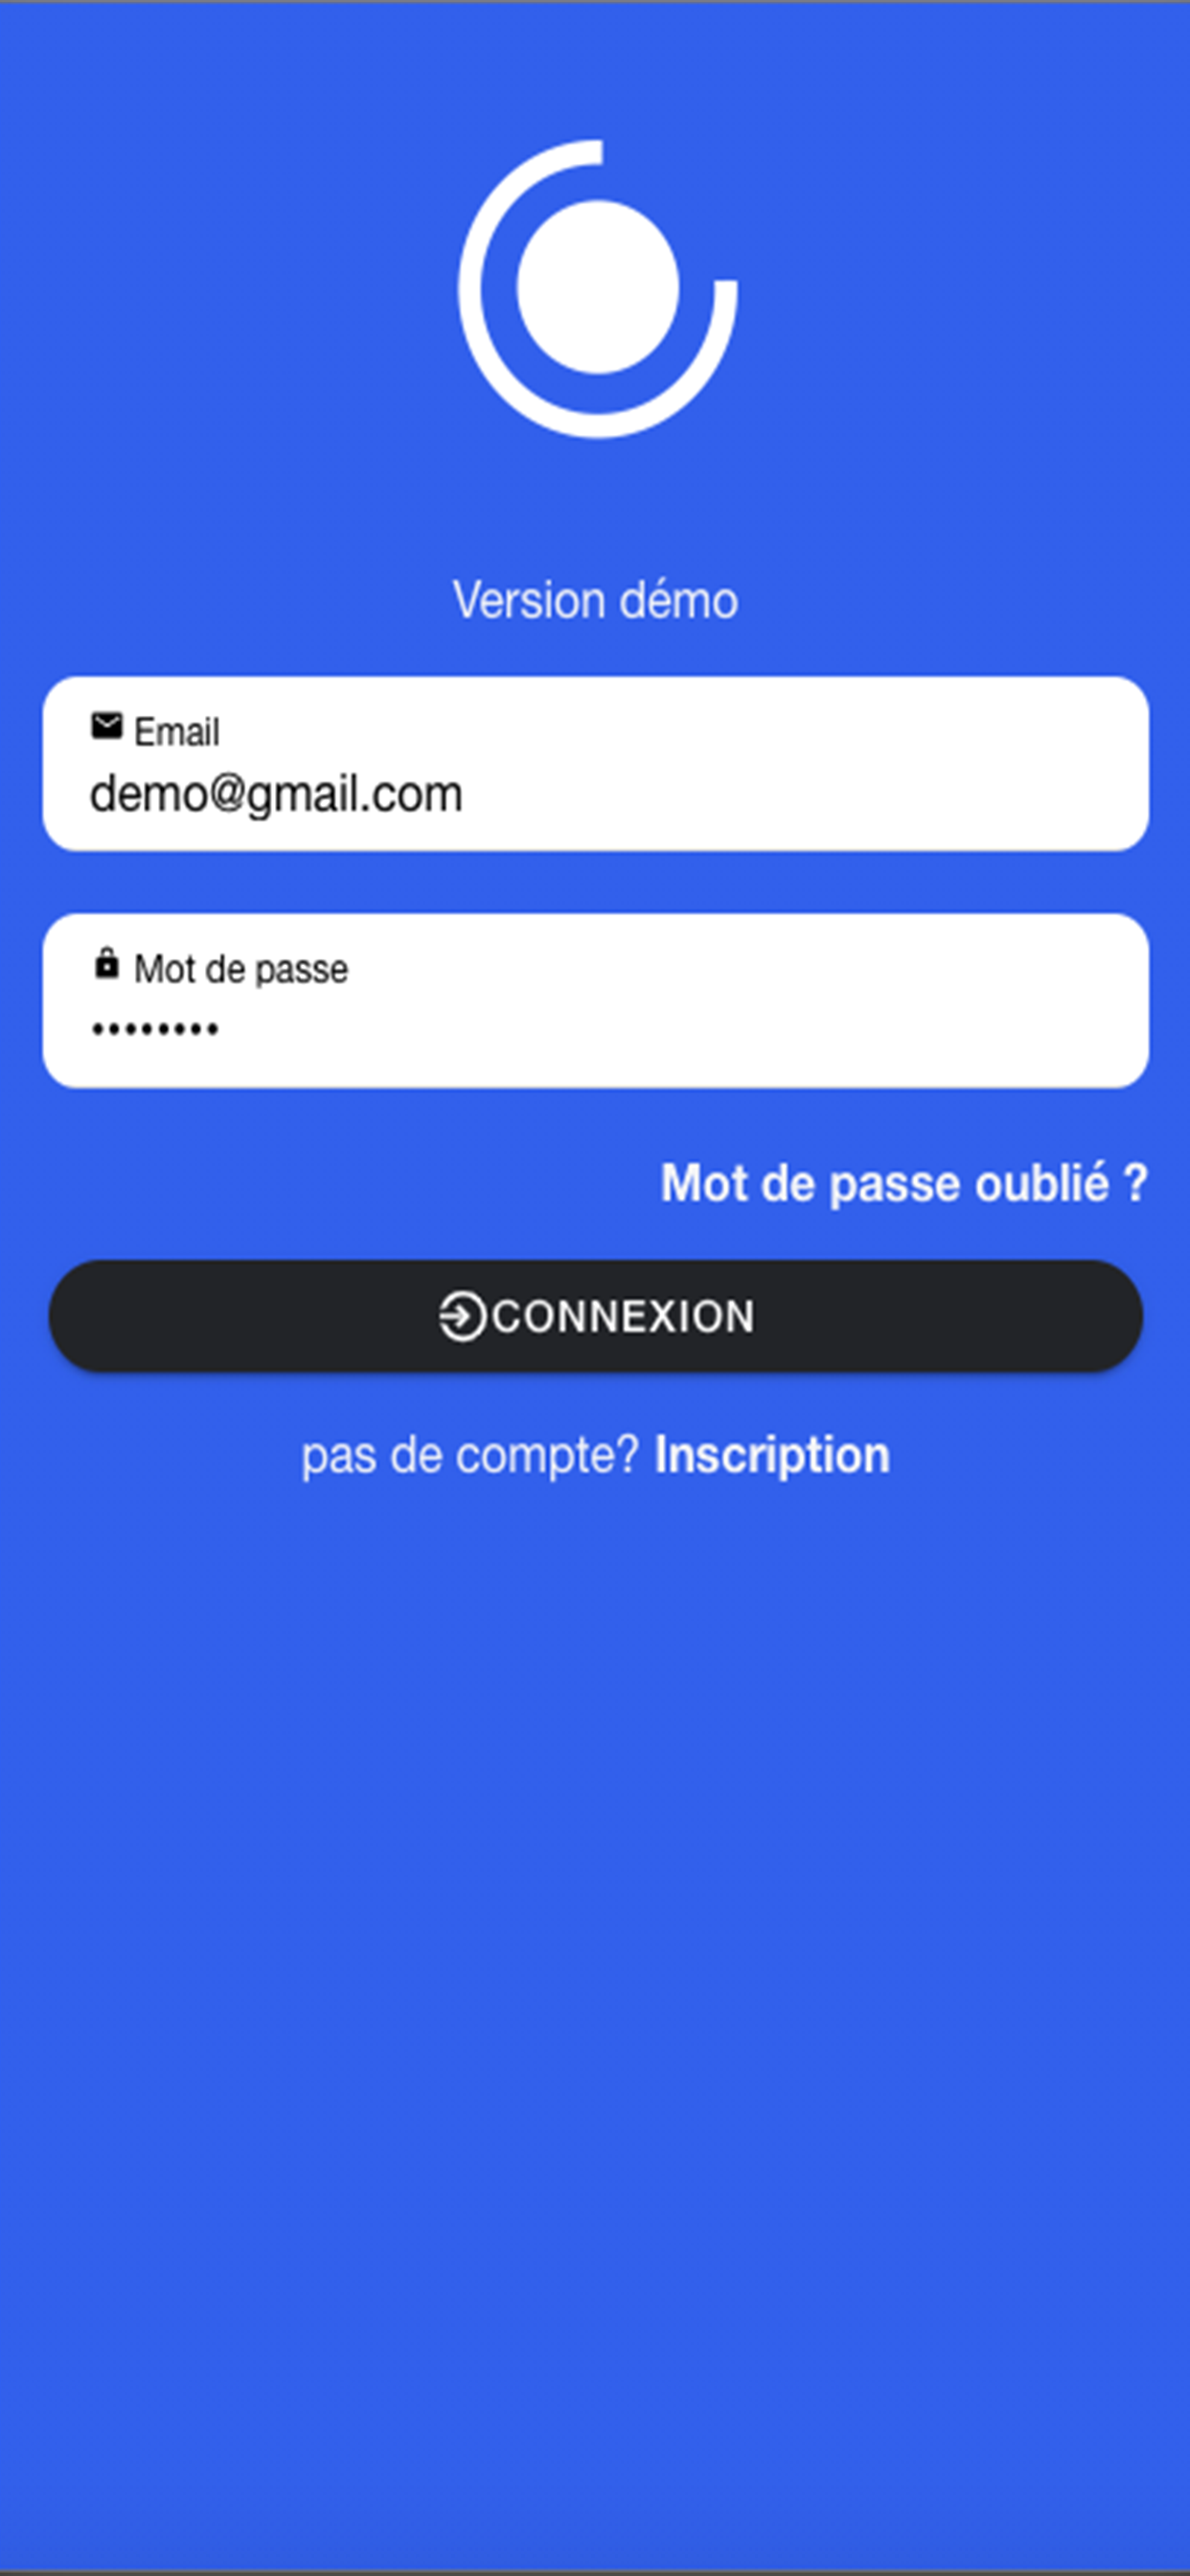 Version démo
Email
demo@gmail.com
Mot de passe
••••••••
Mot de passe oublié ?
CONNEXION
pas de compte? Inscription